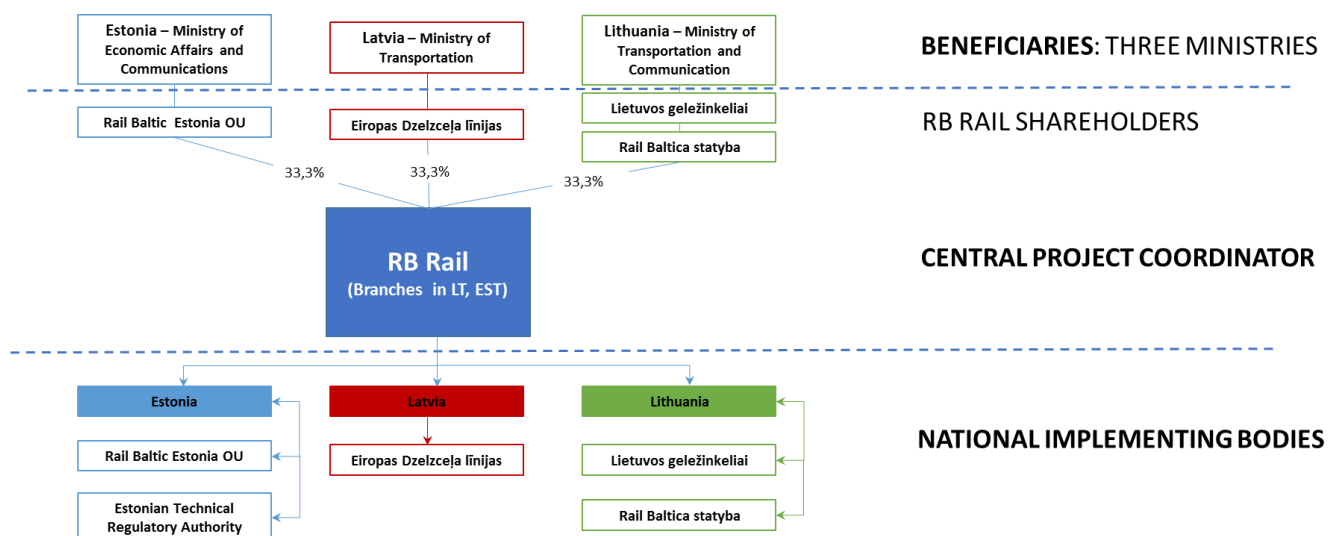 Estonia – Ministry of
Economic Affairs and
Communications
Latvia – Ministry of
Transportation
Lithuania – Ministry of
Transportation and
Communication
BENEFICIARIES: THREE MINISTRIES
Rail Baltic Estonia OU
Eiropas Dzelzceļa līnijas
Lietuvos geležinkeliai
Rail Baltica statyba
RB RAIL SHAREHOLDERS
33,3%
33,3%
33,3%
RB Rail
(Branches in LT, EST)
CENTRAL PROJECT COORDINATOR
Estonia
Latvia
Lithuania
Rail Baltic Estonia OU
Eiropas Dzelzceļa līnijas
Lietuvos geležinkeliai
NATIONAL IMPLEMENTING BODIES
Estonian Technical
Regulatory Authority
Rail Baltica statyba